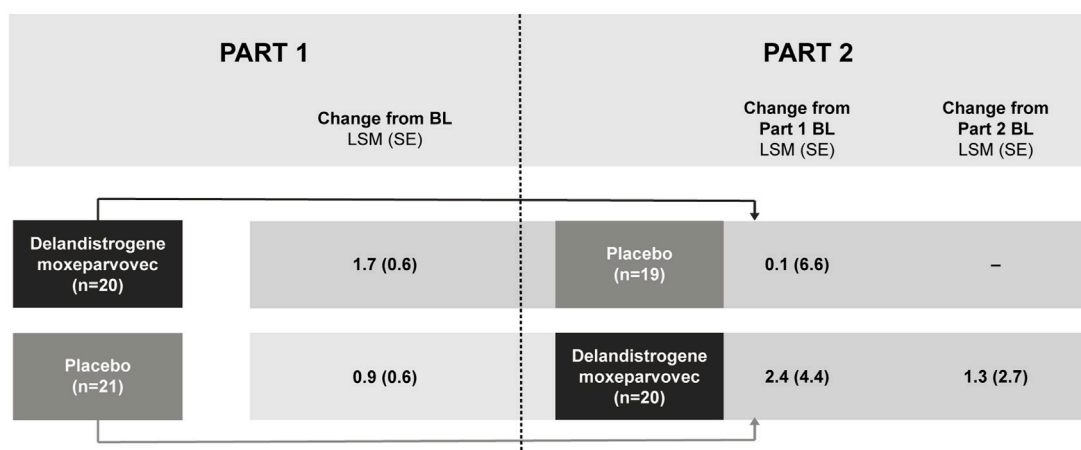 PART 1
PART 2
Change from BL
LSM (SE)
Change from
Part 1 BL
LSM (SE)
Change from
Part 2 BL
LSM (SE)
Delandistrogene
moxeparvovec
(n=20)
1.7 (0.6)
Placebo
(n=19)
0.1 (6.6)
–
Placebo
(n=21)
0.9 (0.6)
Delandistrogene
moxeparvovec
(n=20)
2.4 (4.4)
1.3 (2.7)